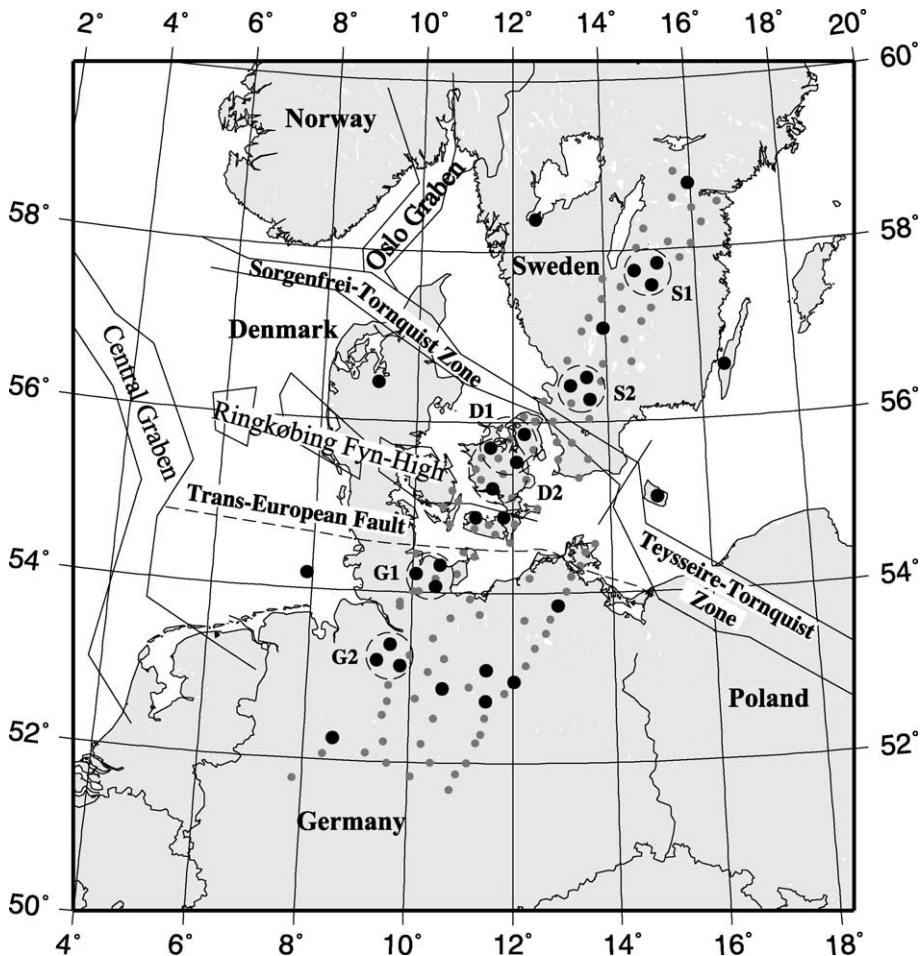 2° 4° 6° 8° 10° 12° 14° 16° 18° 20°
60°
Norway
58°
58°
Oslo Graben
Sweden
S1
Sorgenfrei-Tornquist Zone
Denmark
Central Graben
56°
56°
S2
D1
Ringkøbing Fyn-High
D2
Trans-European Fault
54°
54°
G1
Teysseire-Tornquist
Zone
G2
Poland
52°
52°
Germany
50°
4° 6° 8° 10° 12° 14° 16° 18°